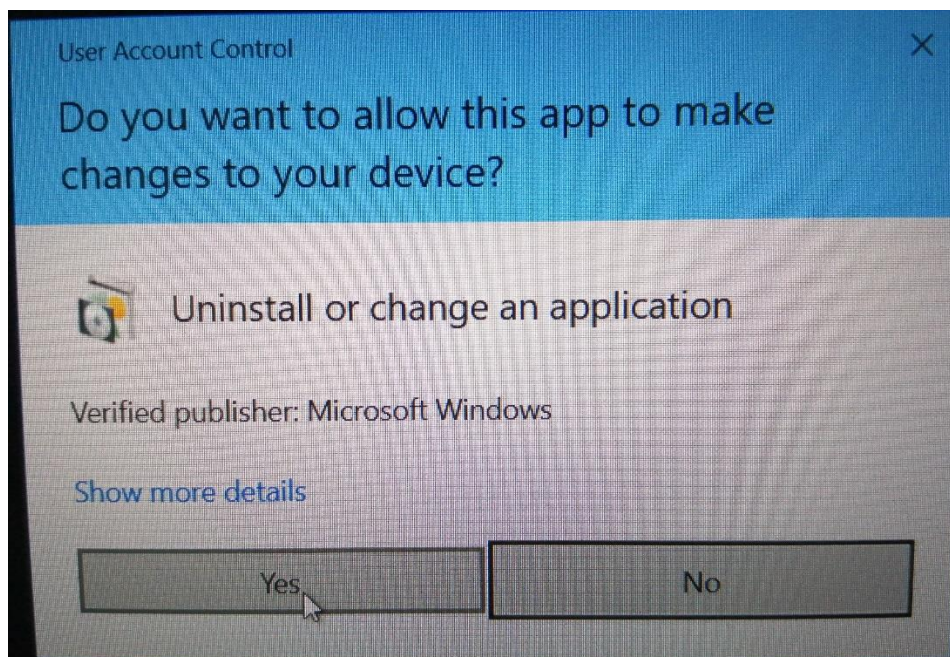 User Account Control
Do you want to allow this app to make
changes to your device?
Uninstall or change an application
Verified publisher: Microsoft Windows
Show more details
Yes
No